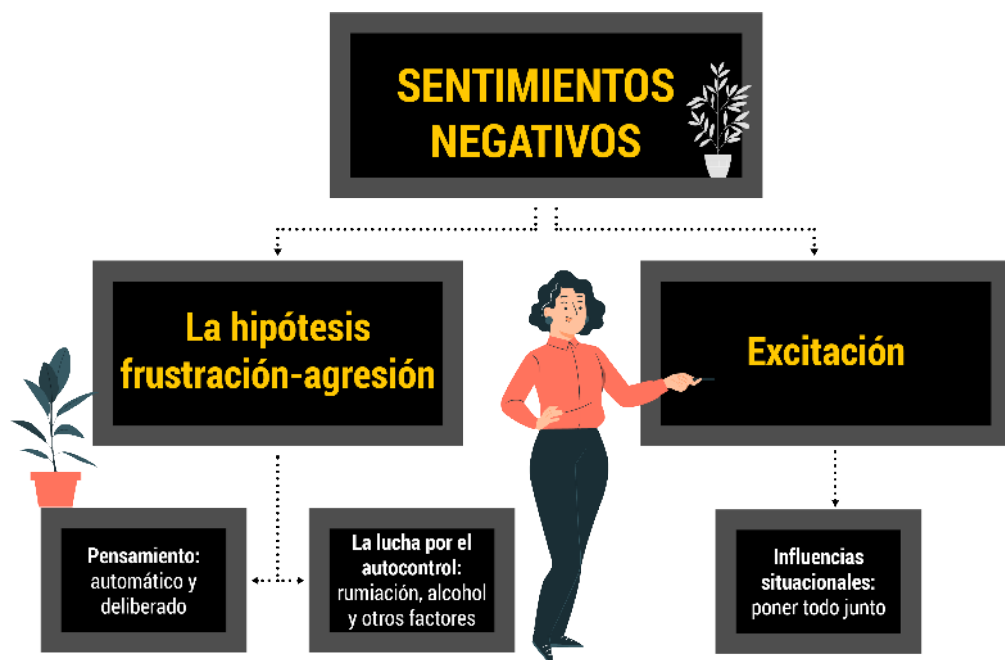 SENTIMIENTOS
NEGATIVOS
La hipótesis
frustración-agresión
Excitación
Pensamiento:
automático y
deliberado
La lucha por el
autocontrol:
rumiación, alcohol
y otros factores
Influencias
situacionales:
poner todo junto